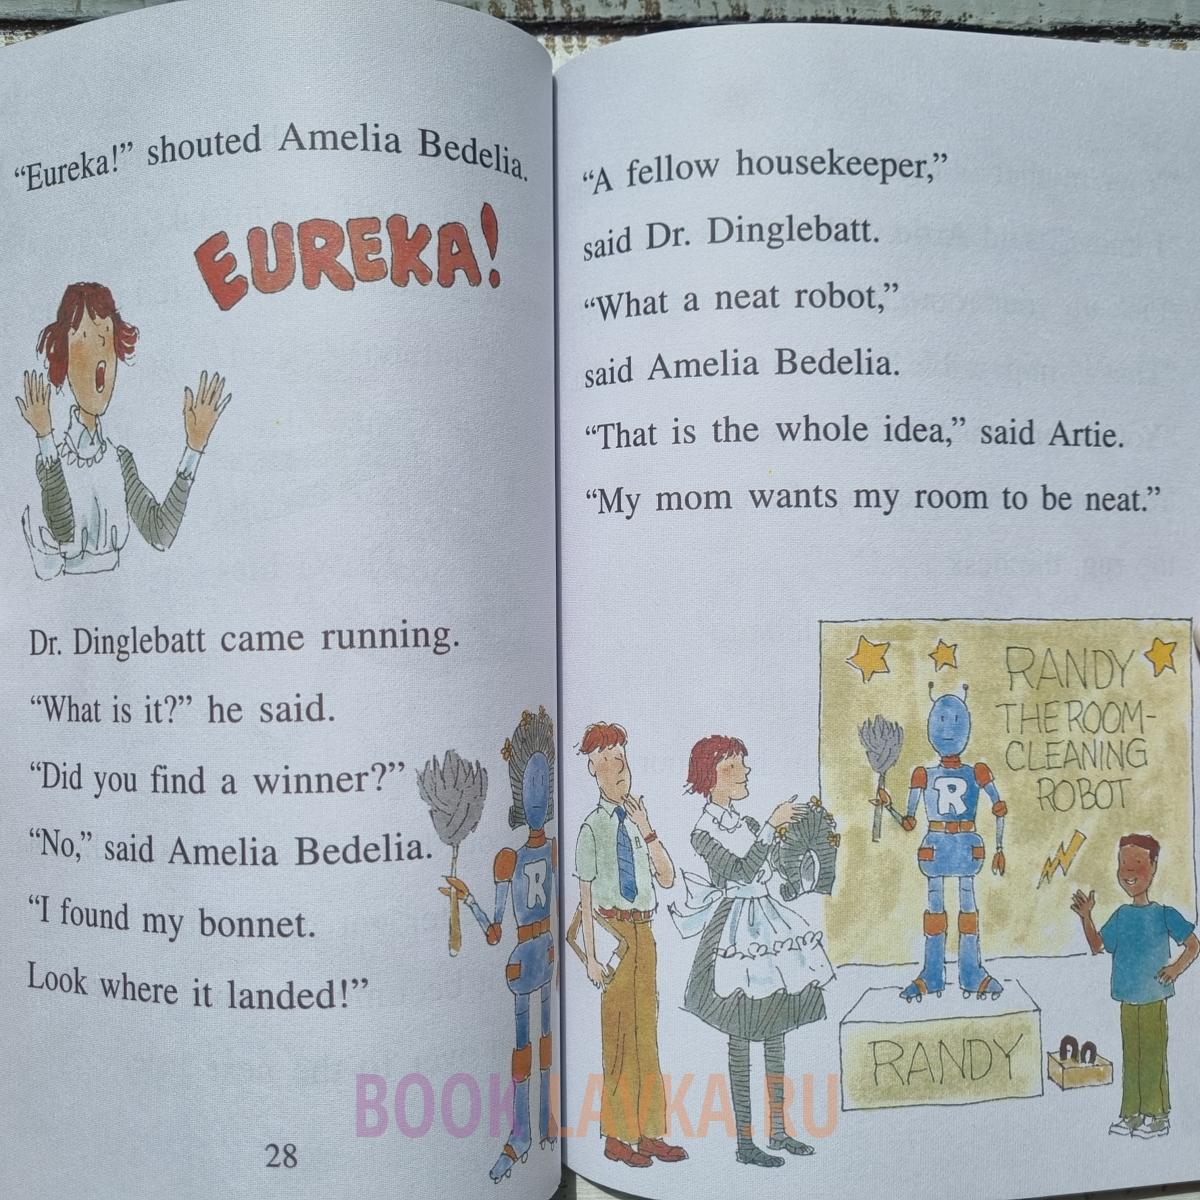 “Eureka!” shouted Amelia Bedelia.
EUREKA!
Dr. Dinglebatt came running.
“What is it?” he said.
“Did you find a winner?”
“No,” said Amelia Bedelia.
“I found my bonnet.
Look where it landed!”
R
28
“A fellow housekeeper,”
said Dr. Dinglebatt.
“What a neat robot,”
said Amelia Bedelia.
“That is the whole idea,” said Artie.
“My mom wants my room to be neat.”
RANDY
THE ROOM-
CLEANING
ROBOT
R
RANDY
BOOK LAVKA.RU